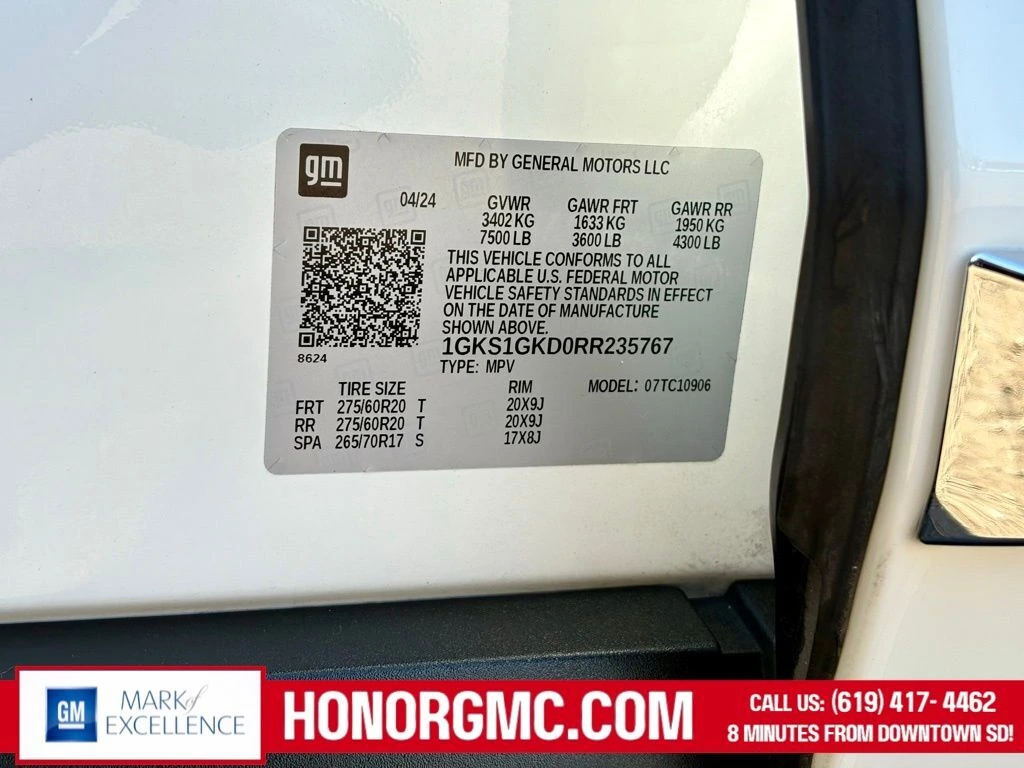 gm
MFD BY GENERAL MOTORS LLC
04/24 GVWR GAWR FRT GAWR RR
3402 KG 1633 KG 1950 KG
7500 LB 3600 LB 4300 LB
THIS VEHICLE CONFORMS TO ALL
APPLICABLE U.S. FEDERAL MOTOR
VEHICLE SAFETY STANDARDS IN EFFECT
ON THE DATE OF MANUFACTURE
SHOWN ABOVE.
8624
1GKS1GKD0RR235767
TYPE: MPV
TIRE SIZE RIM MODEL: 07TC10906
FRT 275/60R20 T 20X9J
RR 275/60R20 T 20X9J
SPA 265/70R17 S 17X8J
GM
MARK of
EXCELLENCE
HONORGMC.COM
CALL US: (619) 417- 4462
8 MINUTES FROM DOWNTOWN SD!